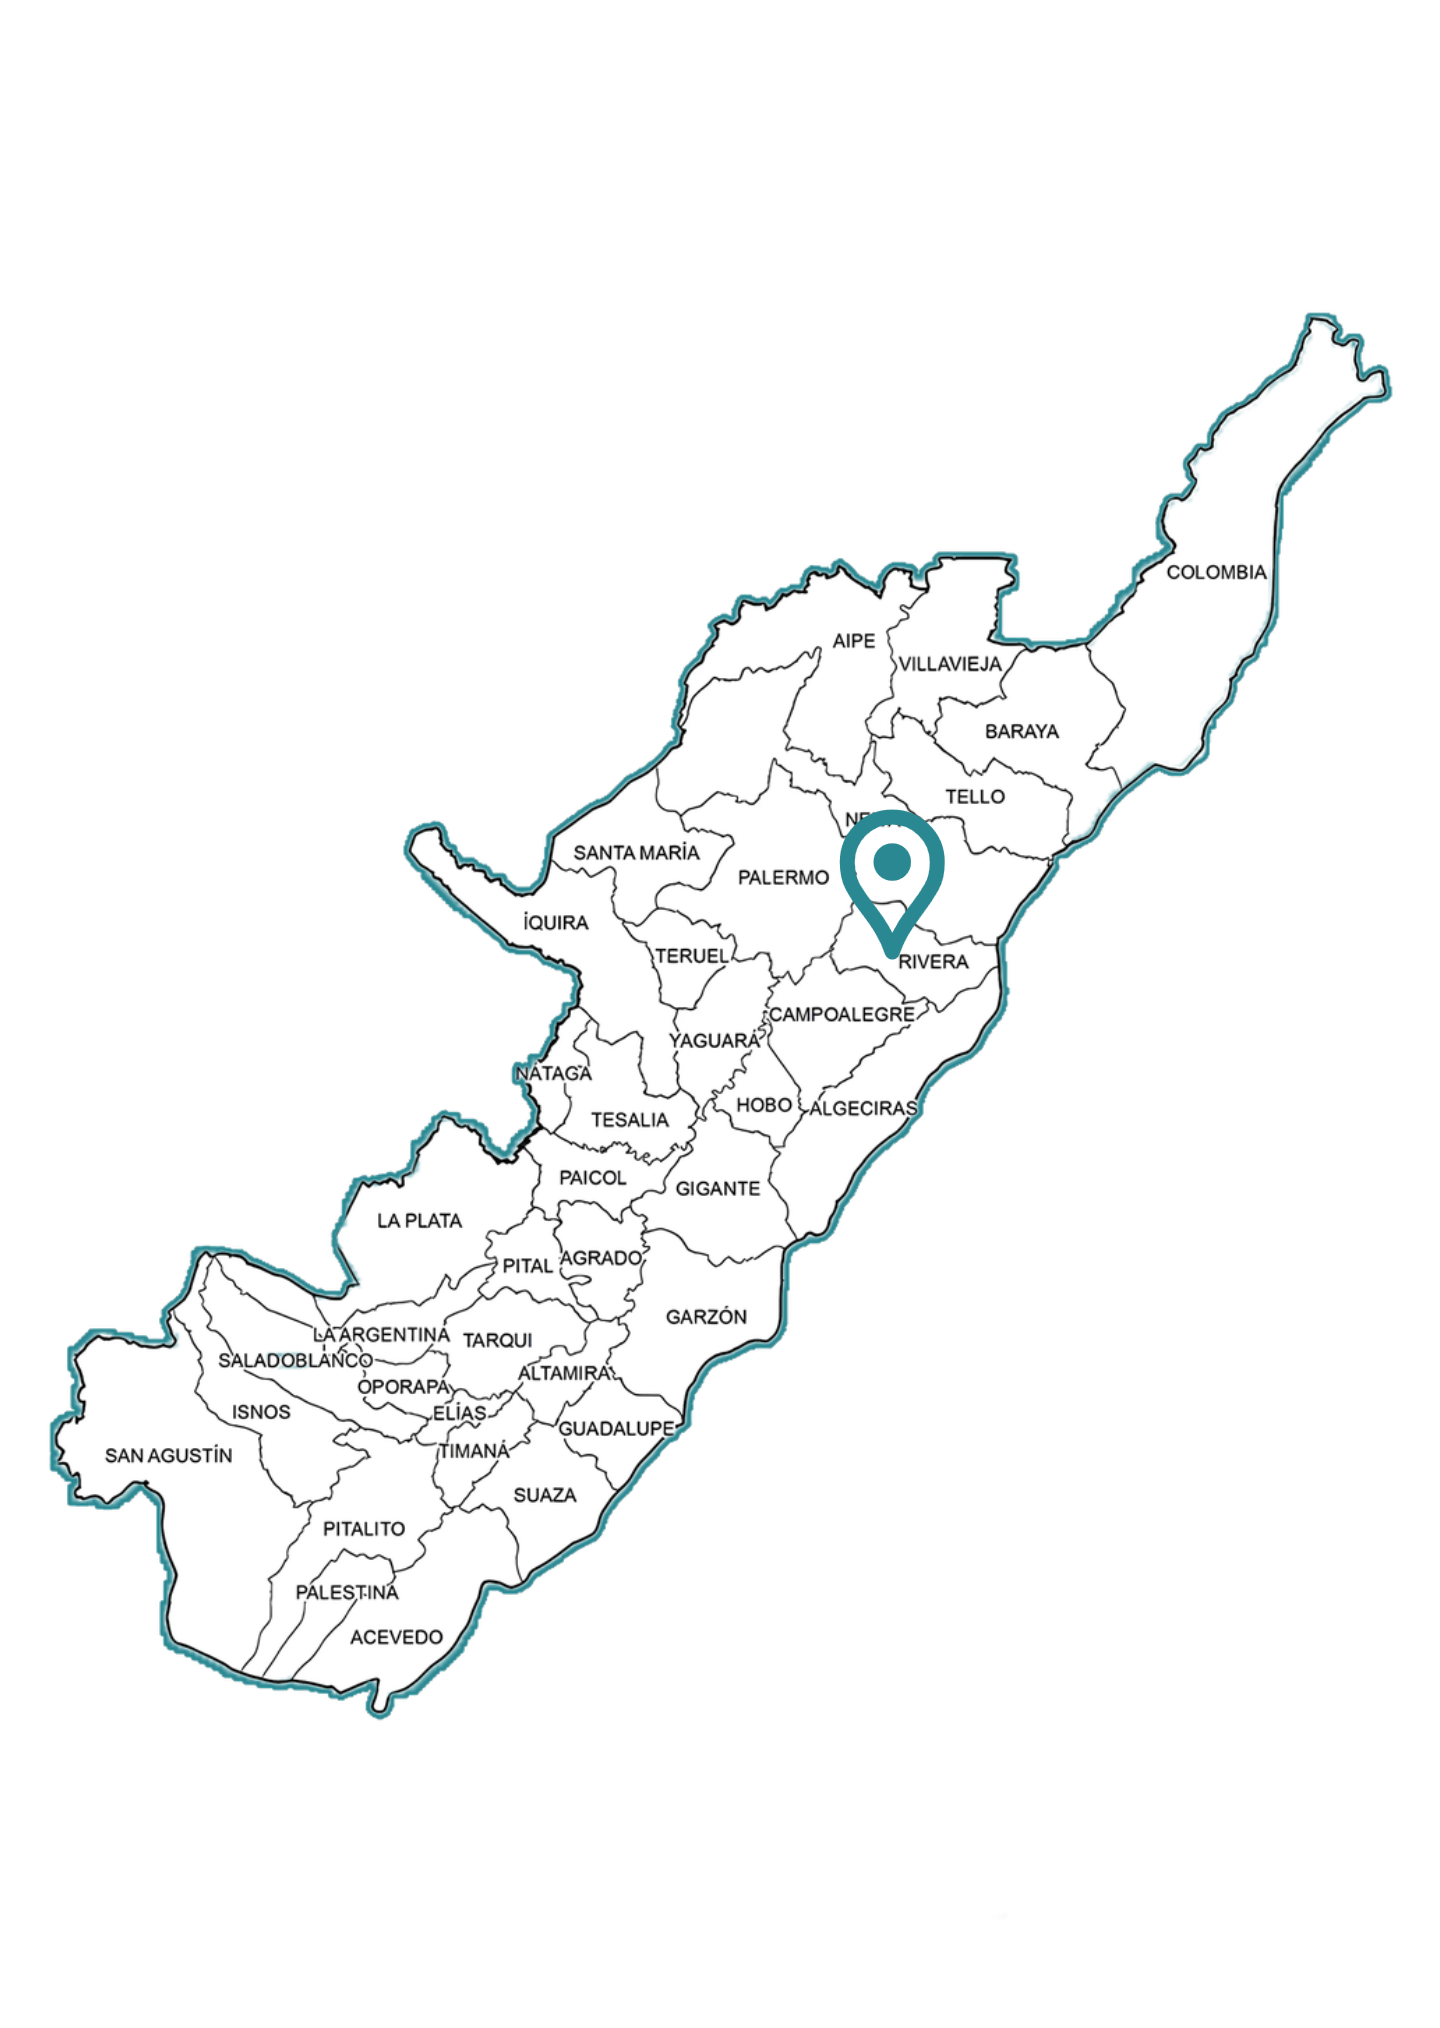 COLOMBIA
AIPE
VILLAVIEJA
BARAYA
TELLO
SANTA MARÍA
PALERMO
ÍQUIRA
TERUEL
RIVERA
CAMPOALEGRE
YAGUARÁ
NÁTAGA
HOBO
ALGECIRAS
TESALIA
PAICOL
GIGANTE
LA PLATA
PITAL
AGRADO
GARZÓN
LA ARGENTINA
TARQUI
SALADOBLANCO
ALTAMIRA
OPORAPA
ISNOS
ELÍAS
GUADALUPE
TIMANÁ
SAN AGUSTÍN
SUAZA
PITALITO
PALESTINA
ACEVEDO